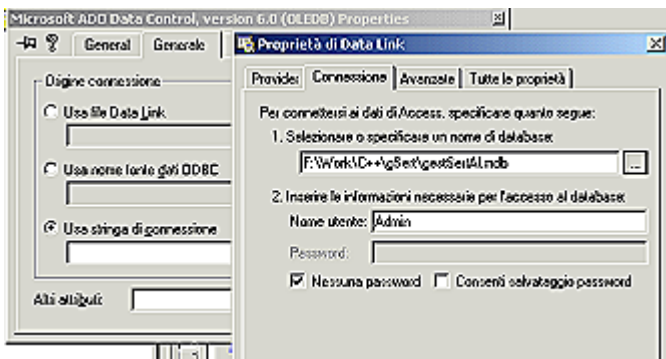 Microsoft ADO Data Control, version 6.0 (OLEDB) Properties
General
Generale
Origine connessione
Usa file Data Link
Usa nome fonte dati ODBC
Usa stringa di connessione
Altri attributi:
Proprietà di Data Link
Provider
Connessione
Avanzate
Tutte le proprietà
Per connettersi ai dati di Access, specificare quanto segue:
1. Selezionare o specificare un nome di database:
F:\Work\C++\gSert\gestSertAl.mdb
...
2. Inserire le informazioni necessarie per l'accesso al database:
Nome utente: Admin
Password:
Nessuna password
Consenti salvataggio password